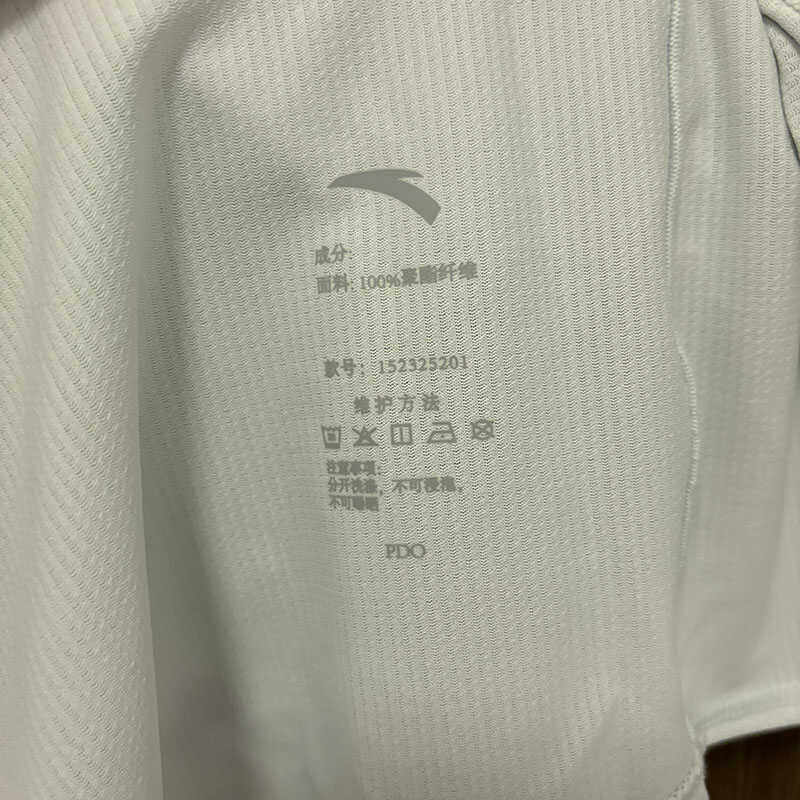 成分:
面料: 100%聚酯纤维
款号: 152325201
维护方法
注意事项:
分开洗涤, 不可浸泡,
不可曝晒
PDO